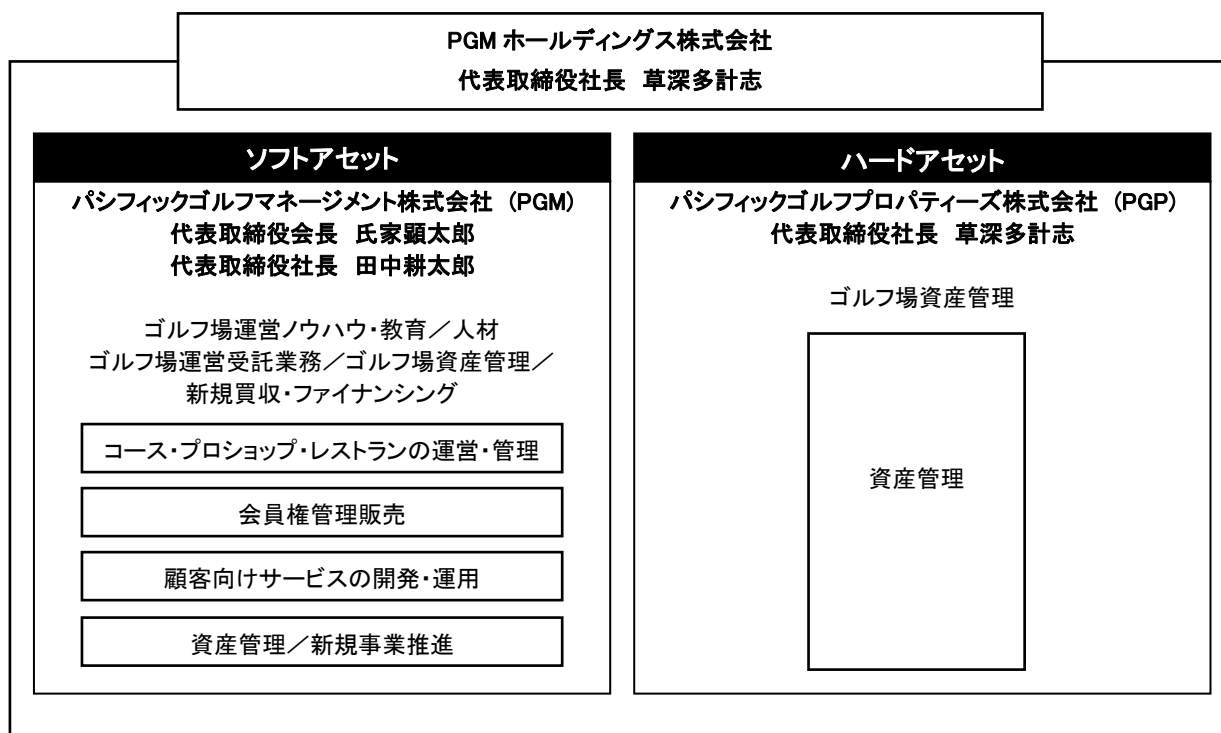 PGM ホールディングス株式会社
代表取締役社長 草深多計志
ソフトアセット
パシフィックゴルフマネージメント株式会社 (PGM)
代表取締役会長 氏家顕太郎
代表取締役社長 田中耕太郎
ゴルフ場運営ノウハウ・教育／人材
ゴルフ場運営受託業務／ゴルフ場資産管理／
新規買収・ファイナンシング
コース・プロショップ・レストランの運営・管理
会員権管理販売
顧客向けサービスの開発・運用
資産管理／新規事業推進
ハードアセット
パシフィックゴルフプロパティーズ株式会社 (PGP)
代表取締役社長 草深多計志
ゴルフ場資産管理
資産管理